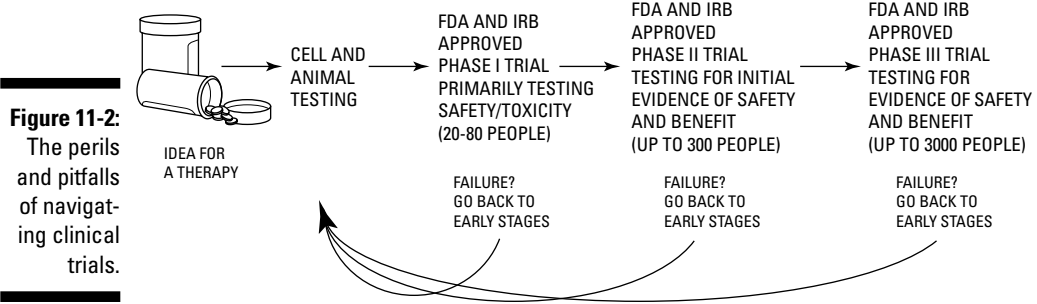 Figure 11-2:
The perils
and pitfalls
of navigat-
ing clinical
trials.
IDEA FOR
A THERAPY
CELL AND
ANIMAL
TESTING
FDA AND IRB
APPROVED
PHASE I TRIAL
PRIMARILY TESTING
SAFETY/TOXICITY
(20-80 PEOPLE)
FDA AND IRB
APPROVED
PHASE II TRIAL
TESTING FOR INITIAL
EVIDENCE OF SAFETY
AND BENEFIT
(UP TO 300 PEOPLE)
FDA AND IRB
APPROVED
PHASE III TRIAL
TESTING FOR
EVIDENCE OF SAFETY
AND BENEFIT
(UP TO 3000 PEOPLE)
FAILURE?
GO BACK TO
EARLY STAGES
FAILURE?
GO BACK TO
EARLY STAGES
FAILURE?
GO BACK TO
EARLY STAGES